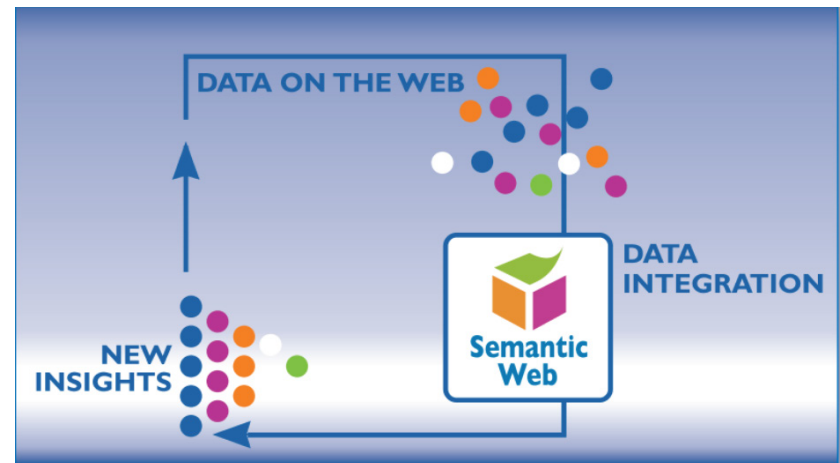 DATA ON THE WEB
DATA
INTEGRATION
Semantic
Web
NEW
INSIGHTS